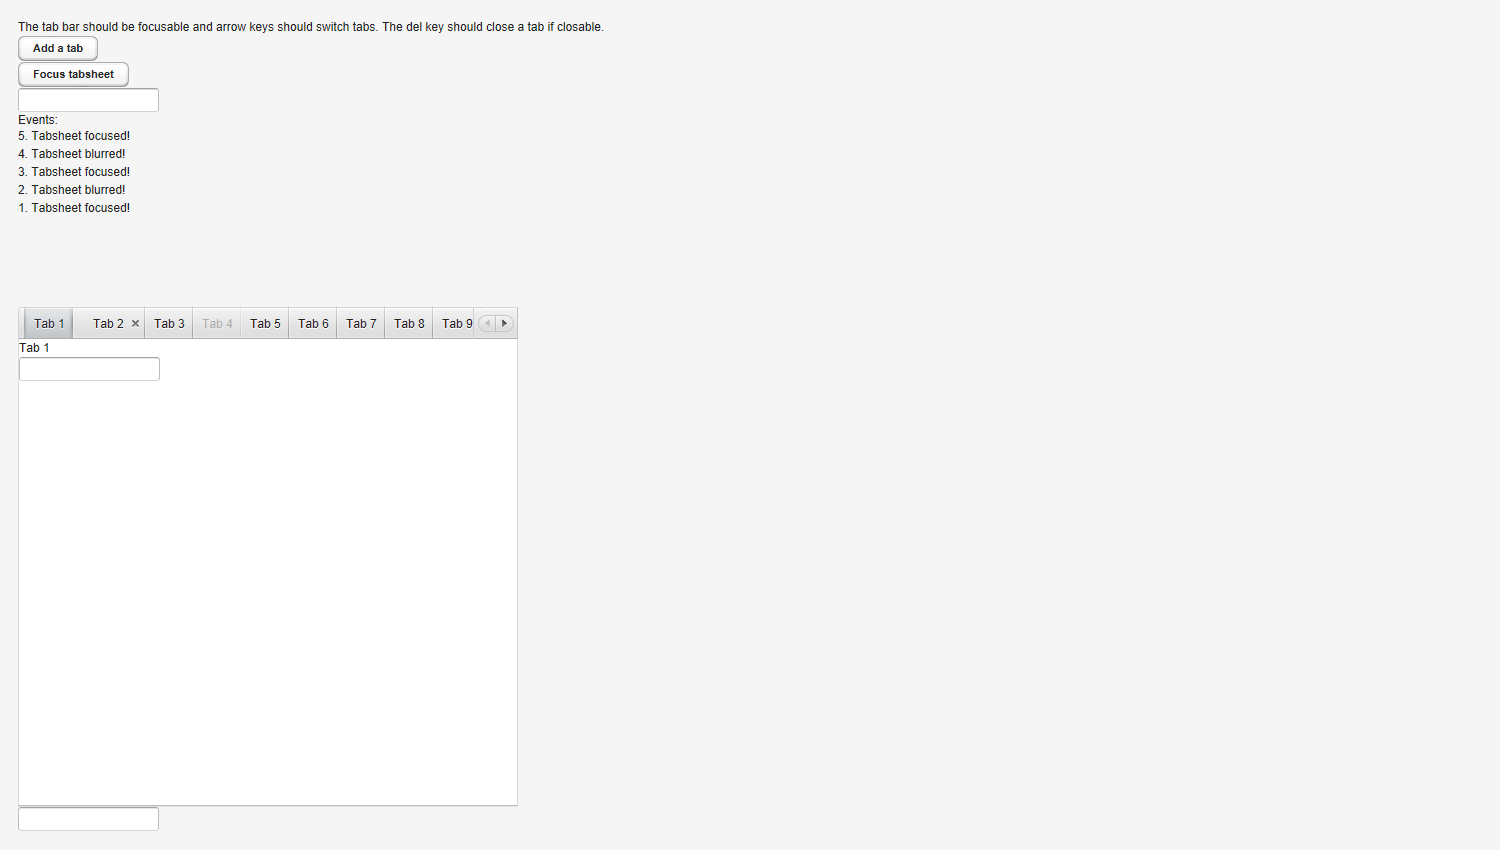 The tab bar should be focusable and arrow keys should switch tabs. The del key should close a tab if closable.
Add a tab
Focus tabsheet
Events:
5. Tabsheet focused!
4. Tabsheet blurred!
3. Tabsheet focused!
2. Tabsheet blurred!
1. Tabsheet focused!
Tab 1 Tab 2 Tab 3 Tab 4 Tab 5 Tab 6 Tab 7 Tab 8 Tab 9
Tab 1